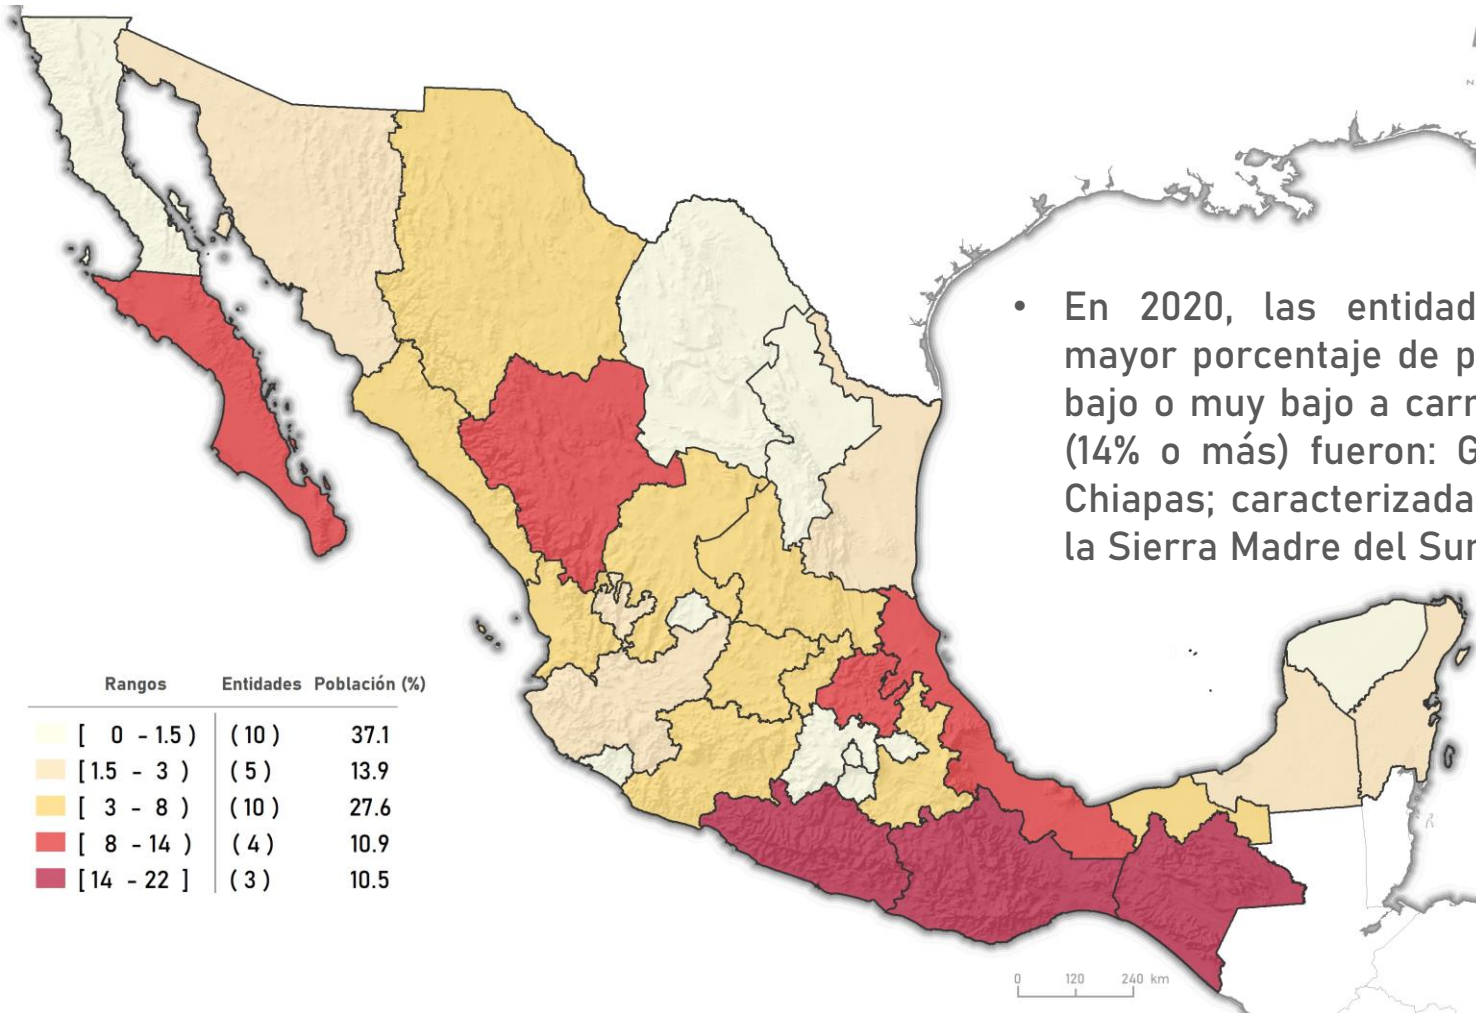 • En 2020, las entidad
mayor porcentaje de p
bajo o muy bajo a carr
(14% o más) fueron: G
Chiapas; caracterizada
la Sierra Madre del Sur
Rangos Entidades Población (%)
[ 0 - 1.5 ) ( 10 ) 37.1
[ 1.5 - 3 ) ( 5 ) 13.9
[ 3 - 8 ) ( 10 ) 27.6
[ 8 - 14 ) ( 4 ) 10.9
[ 14 - 22 ] ( 3 ) 10.5
0 120 240 km